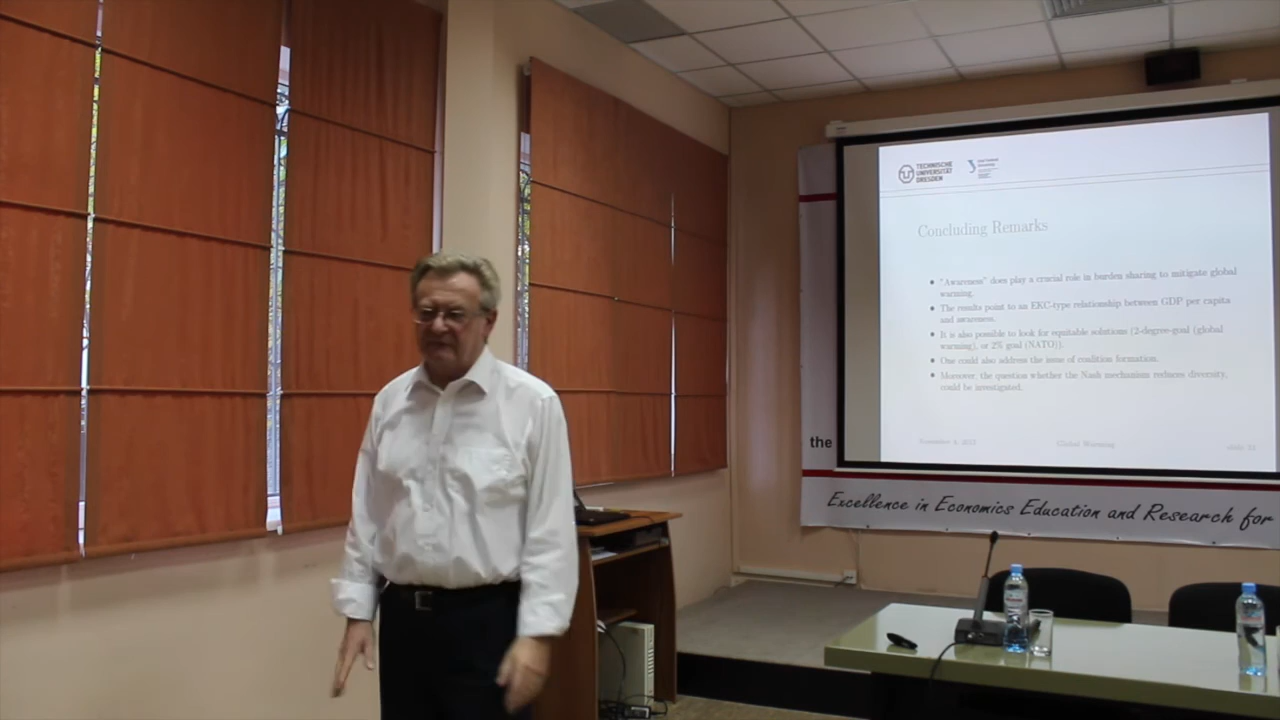 TECHNISCHE
UNIVERSITÄT
DRESDEN
Concluding Remarks
• "Awareness" does play a crucial role in burden sharing to mitigate global
warming.
• The results point to an EKC-type relationship between GDP per capita
and awareness.
• It is also possible to look for equitable solutions (2-degree-goal (global
warming), or 2% goal (NATO)).
• One could also address the issue of coalition formation.
• Moreover, the question whether the Nash mechanism reduces diversity,
could be investigated.
Global Warming
the
Excellence in Economics Education and Research for